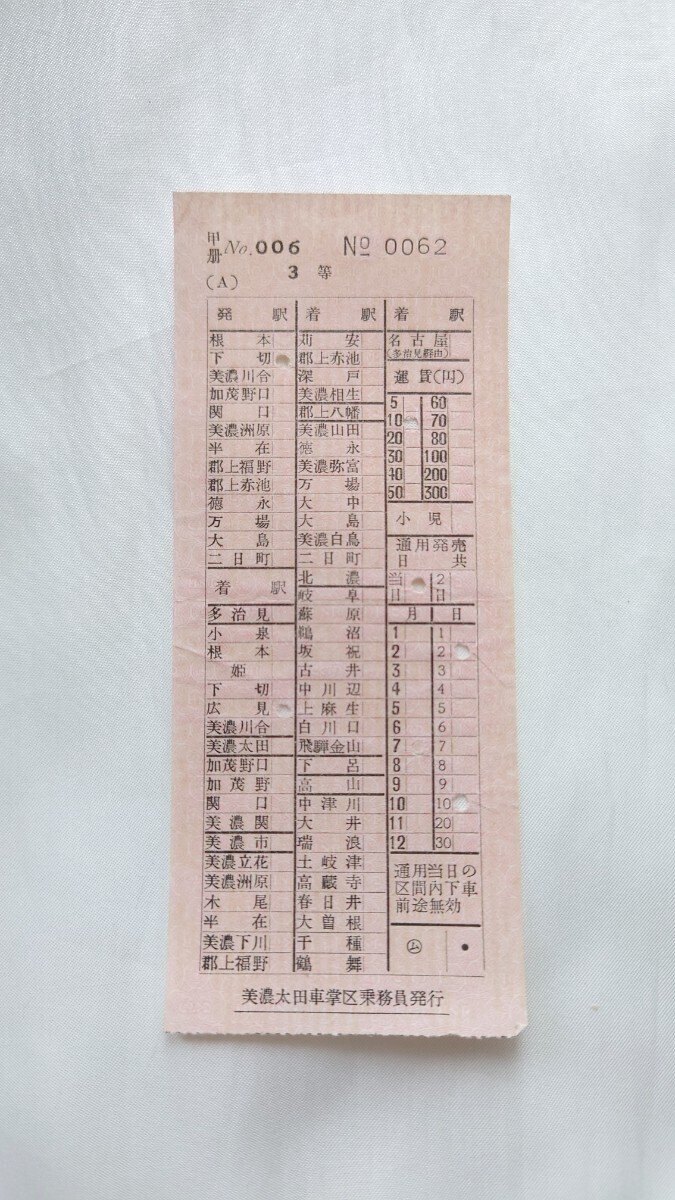 甲册 No. 006 No 0062
(A) 3 等
発駅
根本
下切
美濃川合
加茂野口
関口
美濃洲原
半在
郡上福野
郡上赤池
徳永
万場
大島
二日町
着駅
多治見
小泉
根本
姫
下切
広見
美濃川合
美濃太田
加茂野口
加茂野
関口
美濃関
美濃市
美濃立花
美濃洲原
木尾
半在
美濃下川
郡上福野
着駅
苅安
郡上赤池
深戸
美濃相生
郡上八幡
美濃山田
徳永
美濃弥富
万場
大中
大島
美濃白鳥
二日町
北濃
岐阜
蘇原
鵜沼
坂祝
古井
中川辺
上麻生
白川口
飛騨金山
下呂
高山
中津川
大井
瑞浪
土岐津
高蔵寺
春日井
大曽根
千種
鶴舞
着駅
名古屋
(多治見経由)
運賃(円)
5 60
10 70
20 80
30 100
40 200
50 300
小児
通用発売
日共
当日 2日
月 日
1 1
2 2
3 3
4 4
5 5
6 6
7 7
8 8
9 9
10 10
11 20
12 30
通用当日の
区間内下車
前途無効
㋰ •
美濃太田車掌区乗務員発行